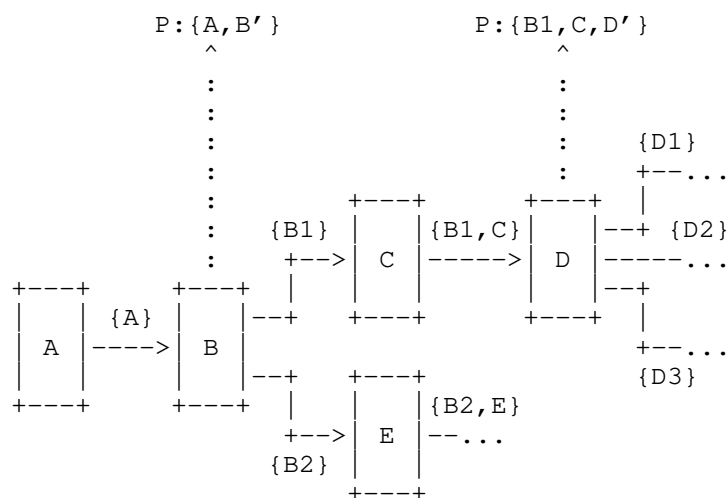 P:{A,B'} P:{B1,C,D'}
^ ^
: :
: :
: : {D1}
: : +--...
: +---+ +---+ |
: {B1} | | {B1,C} | |--+ {D2}
: +-->| C |----->| D |-----...
+---+ +---+ | | | | |--+
| | {A} | |--+ +---+ +---+ |
| A |---->| B | +--...
| | | |--+ +---+ {D3}
+---+ +---+ | | | {B2,E}
+-->| E |--...
{B2} | |
+---+